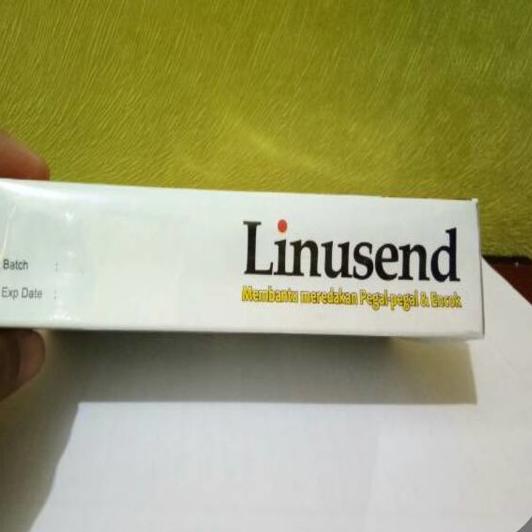 Linusend
Membantu meredakan Pegal-pegal & Encok
Batch :
Exp Date :